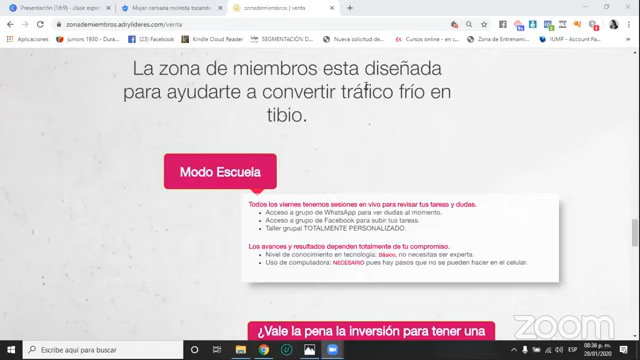 Presentación (16:9) - clase expe
Mujer cansada molesta tocando
zonademiembros | venta
zonademiembros.adrylideres.com/venta
Aplicaciones
juniors 1930 - Due
(23) Facebook
Kindle Cloud Reader
SEGMENTACIÓN D
Nueva solicitud de
Cursos online - en c
Zona de Entrenami
!UMP - Acción Pers
La zona de miembros esta diseñada
para ayudarte a convertir tráfico frío en
tibio.
Modo Escuela
Todos los viernes tenemos sesiones en vivo para revisar tus tareas y dudas.
• Acceso a grupo de WhatsApp para ver dudas al momento.
• Acceso a grupo de Facebook para subir tus tareas.
• Taller grupal TOTALMENTE PERSONALIZADO.
Los avances y resultados dependen totalmente de tu compromiso.
• Nivel de conocimiento en tecnología: Básico, no necesitas ser experta.
• Uso de computadora: NECESARIO pues hay pasos que no se pueden hacer en el celular.
¿Vale la pena la inversión para tener una
zoom
Escribe aquí para buscar
ESP
08:36 p. m.
28/01/2020